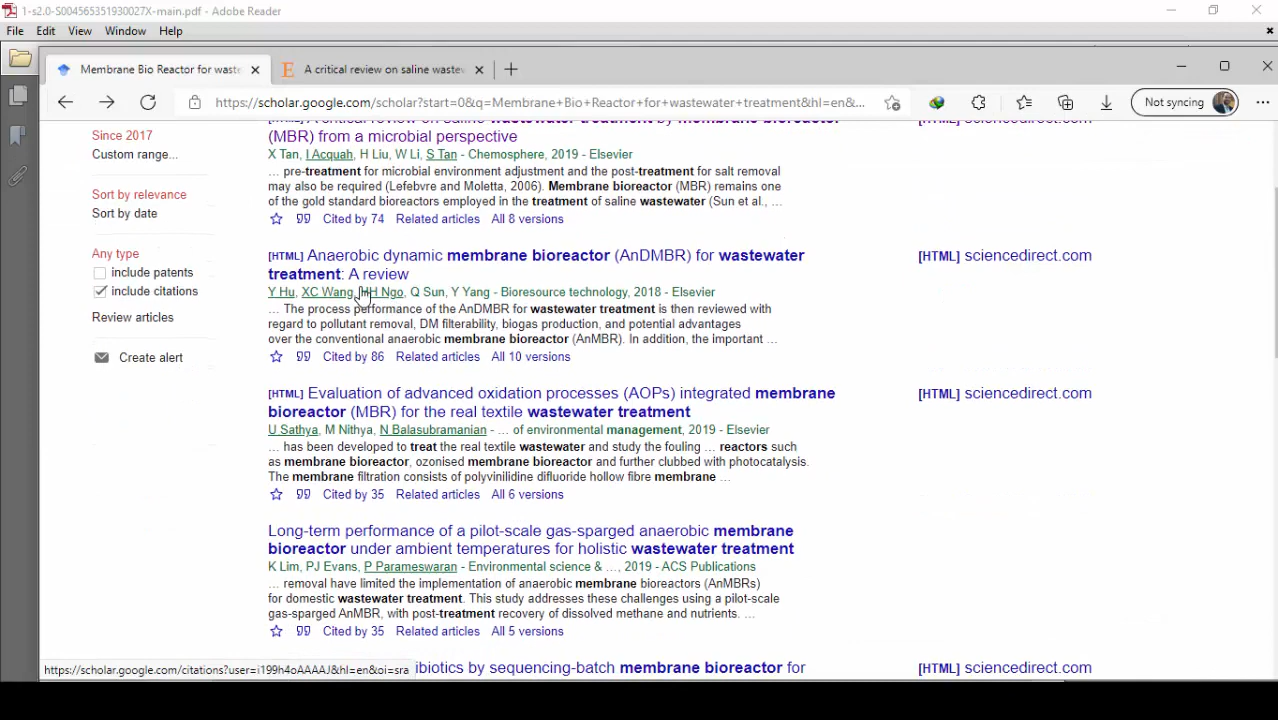 1-s2.0-S004565351930027X-main.pdf - Adobe Reader
File Edit View Window Help
Membrane Bio Reactor for waste
A critical review on saline wastew
https://scholar.google.com/scholar?start=0&q=Membrane+Bio+Reactor+for+wastewater+treatment&hl=en&...
Not syncing
Since 2017
Custom range...
Sort by relevance
Sort by date
Any type
include patents
include citations
Review articles
Create alert
A critical review on saline wastewater treatment by membrane bioreactor
(MBR) from a microbial perspective
[HTML] sciencedirect.com
X Tan, I Acquah, H Liu, W Li, S Tan - Chemosphere, 2019 - Elsevier
... pre-treatment for microbial environment adjustment and the post-treatment for salt removal
may also be required (Lefebvre and Moletta, 2006). Membrane bioreactor (MBR) remains one
of the gold standard bioreactors employed in the treatment of saline wastewater (Sun et al., ...
Cited by 74 Related articles All 8 versions
[HTML] Anaerobic dynamic membrane bioreactor (AnDMBR) for wastewater
treatment: A review
[HTML] sciencedirect.com
Y Hu, XC Wang, HH Ngo, Q Sun, Y Yang - Bioresource technology, 2018 - Elsevier
... The process performance of the AnDMBR for wastewater treatment is then reviewed with
regard to pollutant removal, DM filterability, biogas production, and potential advantages
over the conventional anaerobic membrane bioreactor (AnMBR). In addition, the important ...
Cited by 86 Related articles All 10 versions
[HTML] Evaluation of advanced oxidation processes (AOPs) integrated membrane
bioreactor (MBR) for the real textile wastewater treatment
[HTML] sciencedirect.com
U Sathya, M Nithya, N Balasubramanian - ... of environmental management, 2019 - Elsevier
... has been developed to treat the real textile wastewater and study the fouling ... reactors such
as membrane bioreactor, ozonised membrane bioreactor and further clubbed with photocatalysis.
The membrane filtration consists of polyvinilidine difluoride hollow fibre membrane ...
Cited by 35 Related articles All 6 versions
Long-term performance of a pilot-scale gas-sparged anaerobic membrane
bioreactor under ambient temperatures for holistic wastewater treatment
K Lim, PJ Evans, P Parameswaran - Environmental science & ..., 2019 - ACS Publications
... removal have limited the implementation of anaerobic membrane bioreactors (AnMBRs)
for domestic wastewater treatment. This study addresses these challenges using a pilot-scale
gas-sparged AnMBR, with post-treatment recovery of dissolved methane and nutrients. ...
Cited by 35 Related articles All 5 versions
ibiotics by sequencing-batch membrane bioreactor for
[HTML] sciencedirect.com
https://scholar.google.com/citations?user=i199h4oAAAAJ&hl=en&oi=sra